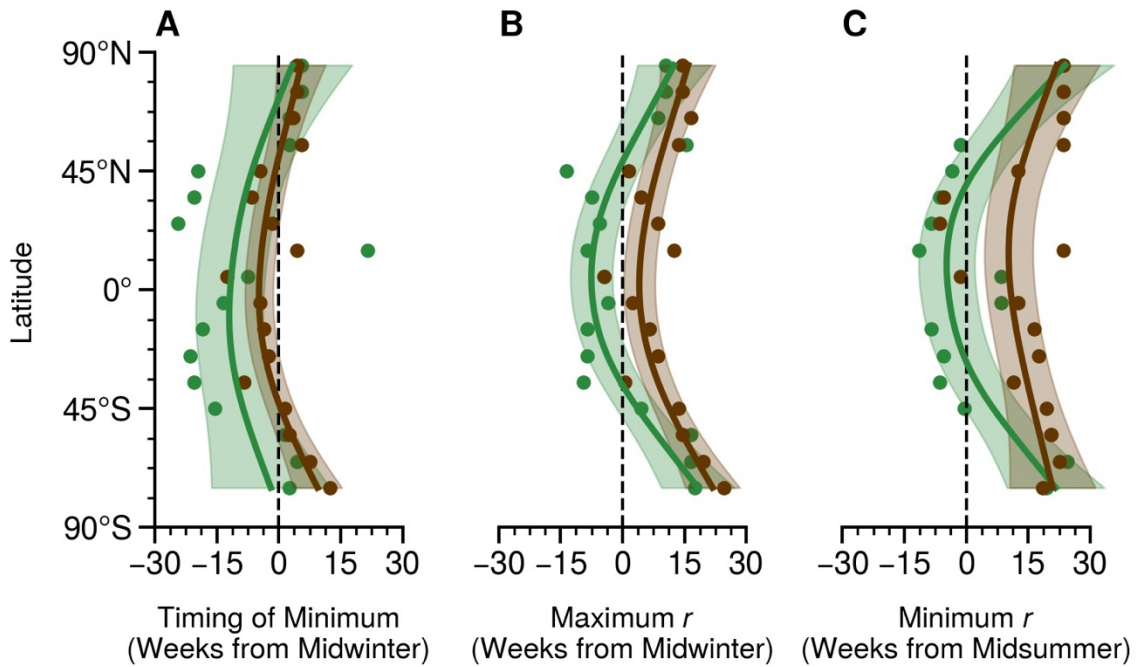 A
B
C
90°N
45°N
0°
45°S
90°S
Latitude
−30 −15 0 15 30
−30 −15 0 15 30
−30 −15 0 15 30
Timing of Minimum
(Weeks from Midwinter)
Maximum r
(Weeks from Midwinter)
Minimum r
(Weeks from Midsummer)